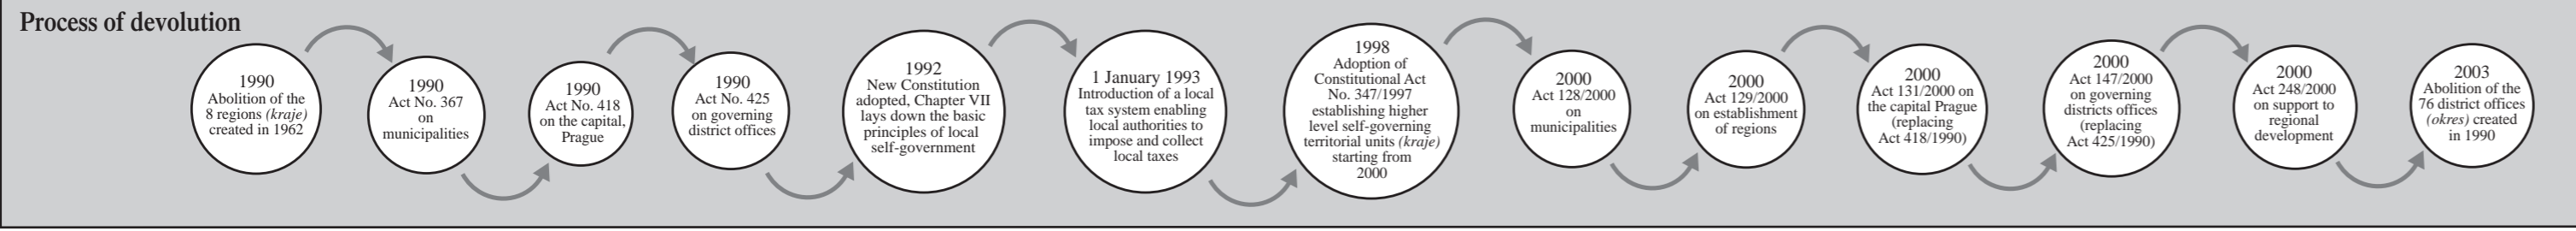 Process of devolution
1990
Abolition of the
8 regions (kraje)
created in 1962
1990
Act No. 367
on
municipalities
1990
Act No. 418
on the capital,
Prague
1990
Act No. 425
on governing
district offices
1992
New Constitution
adopted, Chapter VII
lays down the basic
principles of local
self-government
1 January 1993
Introduction of a local
tax system enabling
local authorities to
impose and collect
local taxes
1998
Adoption of
Constitutional Act
No. 347/1997
establishing higher
level self-governing
territorial units (kraje)
starting from
2000
2000
Act 128/2000
on
municipalities
2000
Act 129/2000
on establishment
of regions
2000
Act 131/2000 on
the capital Prague
(replacing
Act 418/1990)
2000
Act 147/2000
on governing
districts offices
(replacing
Act 425/1990)
2000
Act 248/2000
on support to
regional
development
2003
Abolition of the
76 district offices
(okres) created
in 1990